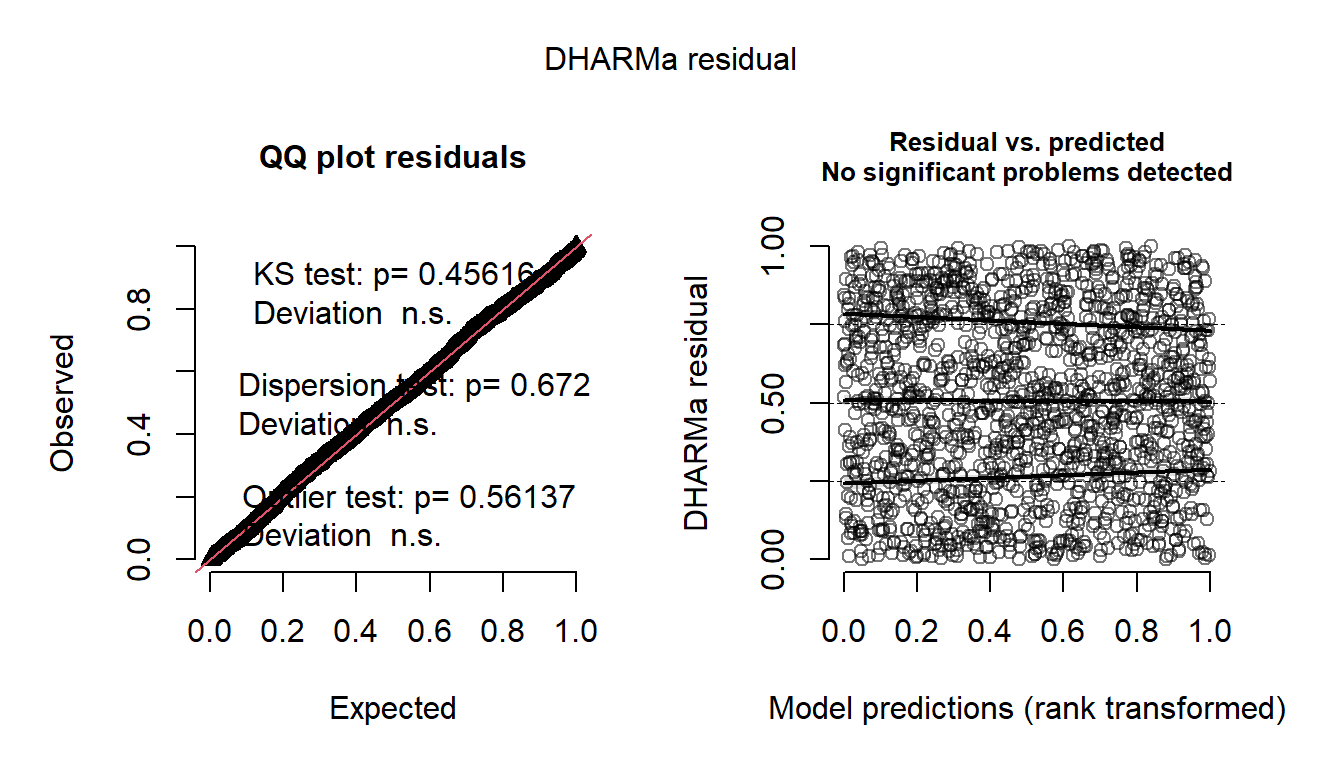 DHARMa residual
QQ plot residuals
KS test: p= 0.45616
Deviation  n.s.
Dispersion test: p= 0.672
Deviation  n.s.
Outlier test: p= 0.56137
Deviation  n.s.
Observed
0.0
0.4
0.8
0.0 0.2 0.4 0.6 0.8 1.0
Expected
Residual vs. predicted
No significant problems detected
DHARMa residual
0.00
0.50
1.00
0.0 0.2 0.4 0.6 0.8 1.0
Model predictions (rank transformed)